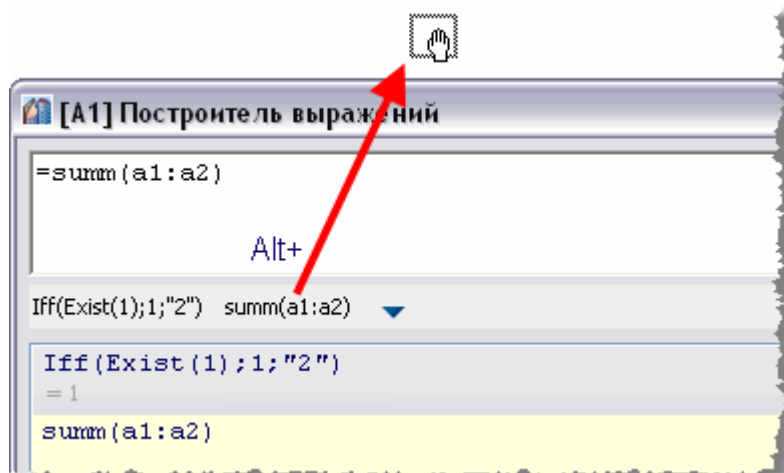 [A1] Построитель выражений
=summ(a1:a2)
Alt+
Iff(Exist(1);1;"2") summ(a1:a2)
Iff(Exist(1);1;"2")
= 1
summ(a1:a2)